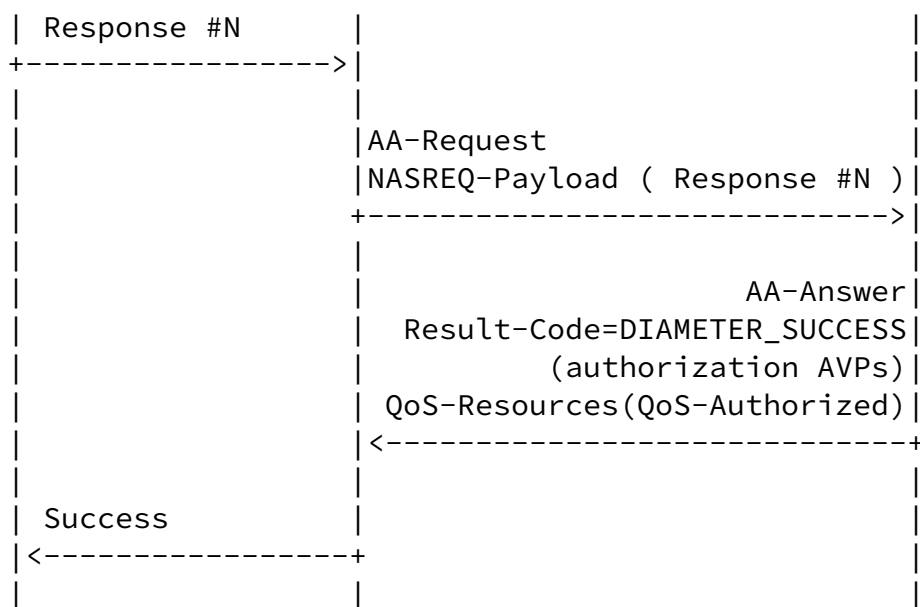 Response #N
AA-Request
NASREQ-Payload ( Response #N )
AA-Answer
Result-Code=DIAMETER_SUCCESS
(authorization AVPs)
QoS-Resources(QoS-Authorized)
Success